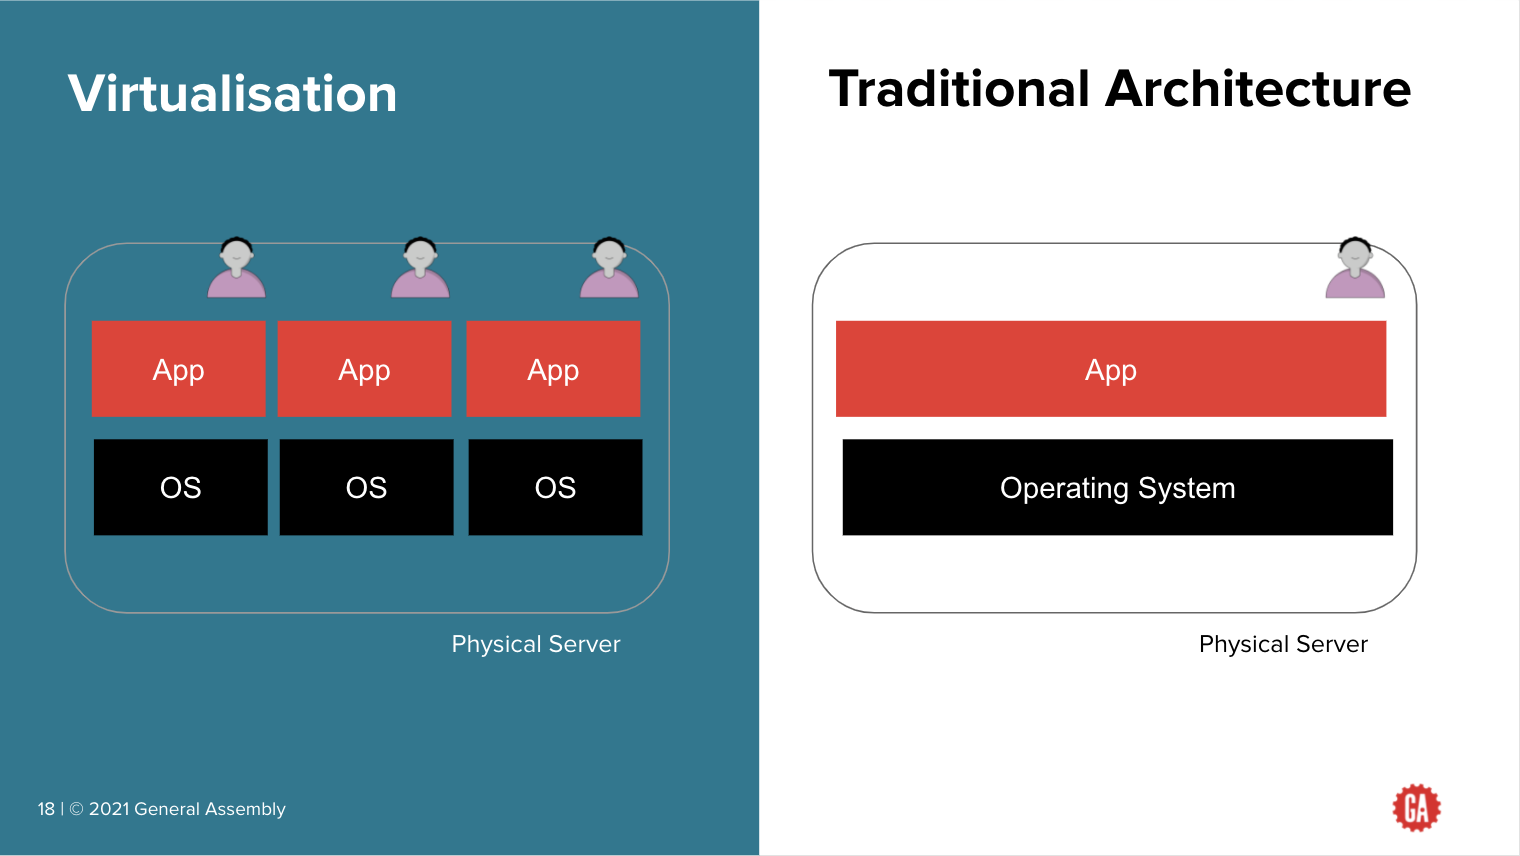 Virtualisation
App
App
App
OS
OS
OS
Physical Server
18 | © 2021 General Assembly
Traditional Architecture
App
Operating System
Physical Server
GA